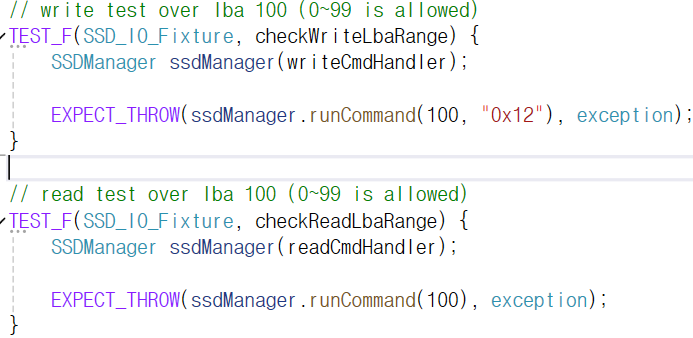 // write test over lba 100 (0~99 is allowed)
TEST_F(SSD_IO_Fixture, checkWriteLbaRange) {
SSDManager ssdManager(writeCmdHandler);
EXPECT_THROW(ssdManager.runCommand(100, "0x12"), exception);
}
// read test over lba 100 (0~99 is allowed)
TEST_F(SSD_IO_Fixture, checkReadLbaRange) {
SSDManager ssdManager(readCmdHandler);
EXPECT_THROW(ssdManager.runCommand(100), exception);
}